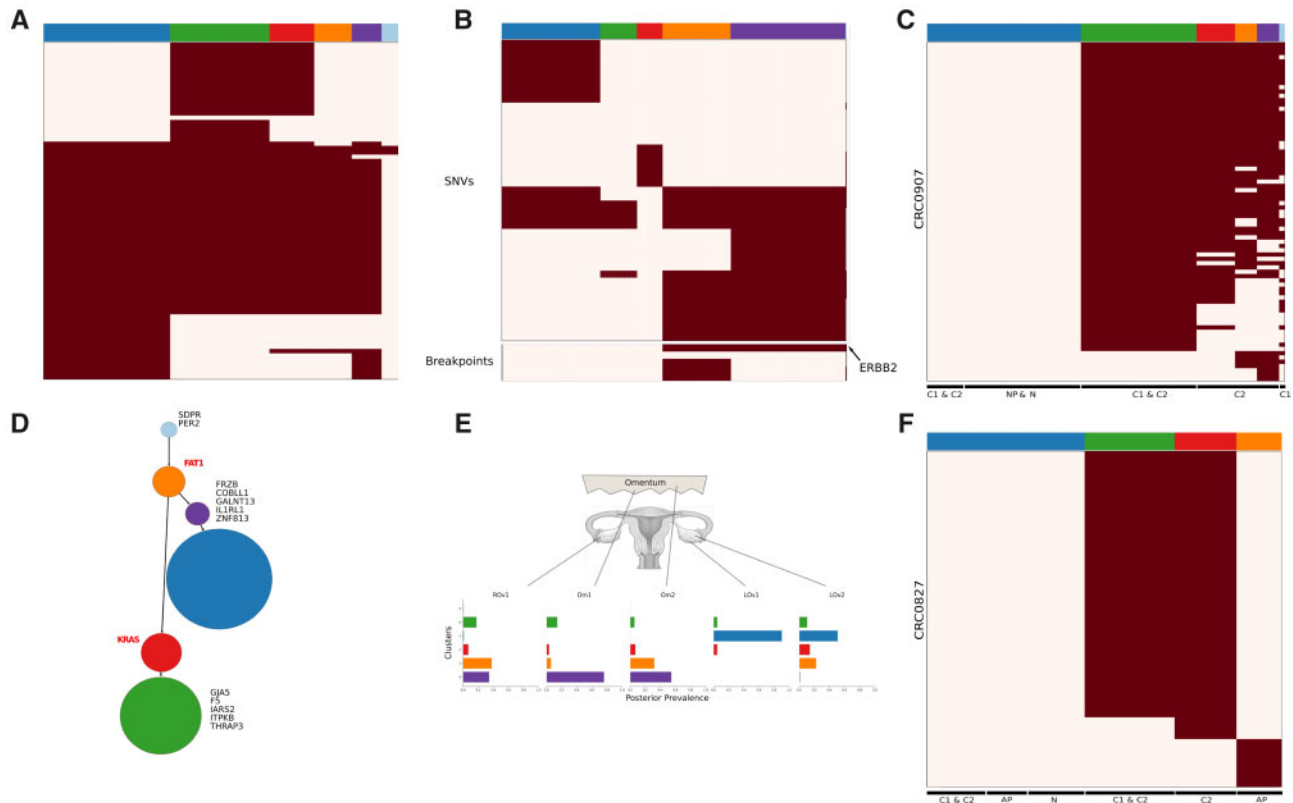 A
B
C
SNVs
Breakpoints
ERBB2
CRC0907
C1 & C2
NP & N
C1 & C2
C2
C1
D
SDPR
PER2
FAT1
FRZB
COBLL1
GALNT13
IL1RL1
ZNF813
KRAS
GJA5
F5
IARS2
ITPKB
THRAP3
E
Omentum
ROv1
Om1
Om2
LOv1
LOv2
Clusters
Posterior Prevalence
F
CRC0827
C1 & C2
AP
N
C1 & C2
C2
AP